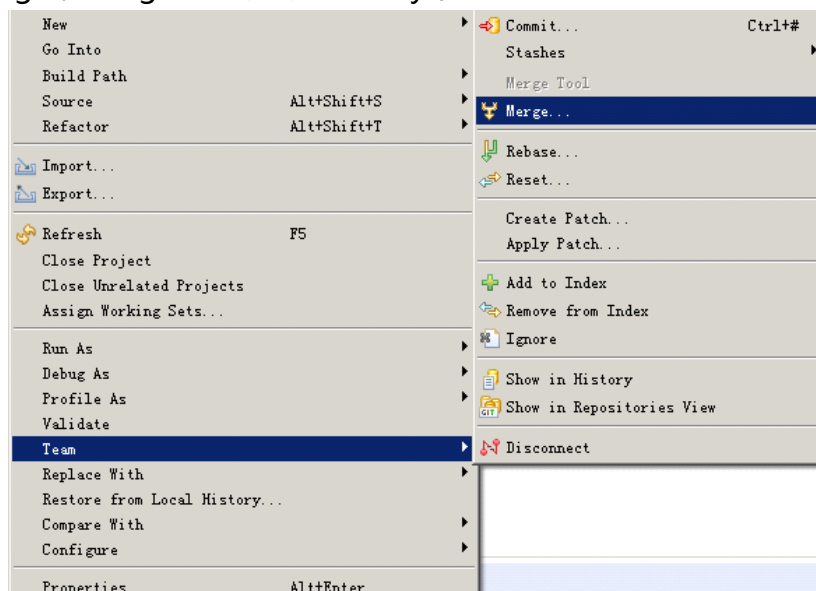 New
Go Into
Build Path
Source Alt+Shift+S
Refactor Alt+Shift+T
Import...
Export...
Refresh F5
Close Project
Close Unrelated Projects
Assign Working Sets...
Run As
Debug As
Profile As
Validate
Team
Replace With
Restore from Local History...
Compare With
Configure
Properties Alt+Enter
Commit... Ctrl+#
Stashes
Merge Tool
Merge...
Rebase...
Reset...
Create Patch...
Apply Patch...
Add to Index
Remove from Index
Ignore
Show in History
GIT Show in Repositories View
Disconnect